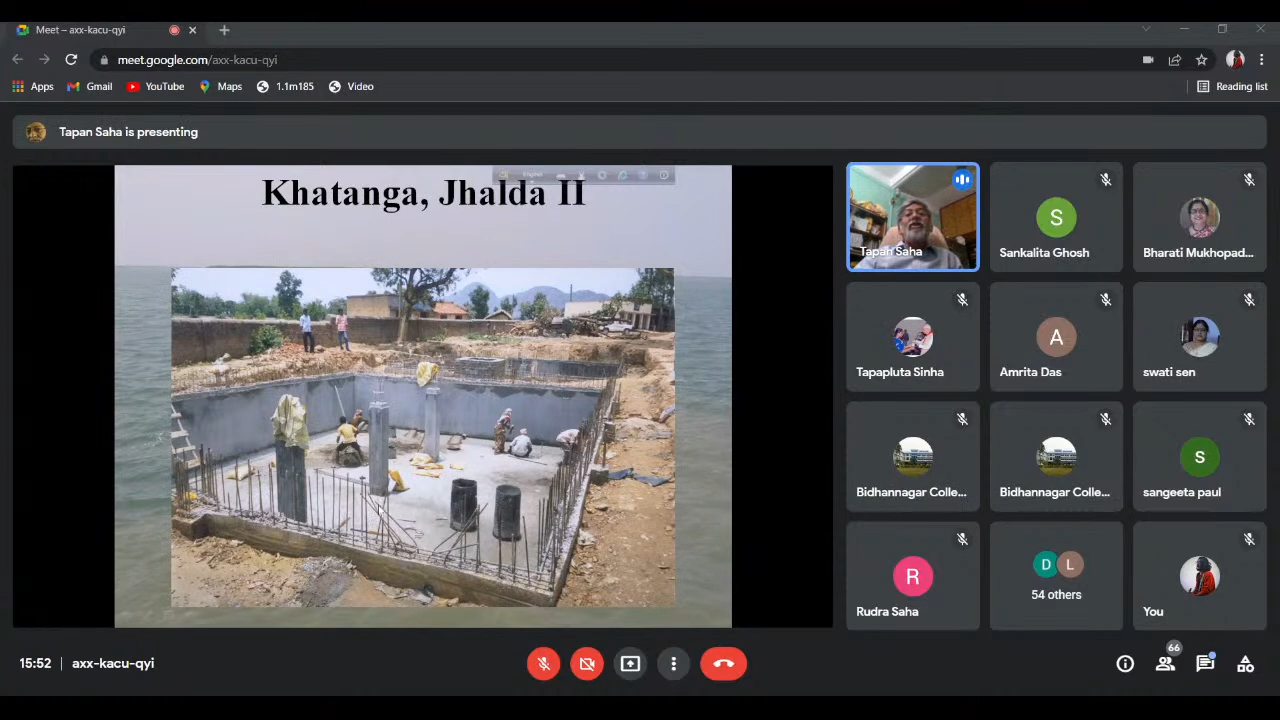 Meet – axx-kacu-qyi
meet.google.com/axx-kacu-qyi
Apps Gmail YouTube Maps 1.1m185 Video Reading list
Tapan Saha is presenting
English
Khatanga, Jhalda II
Tapan Saha
S
Sankalita Ghosh
Bharati Mukhopad...
Tapapluta Sinha
A
Amrita Das
swati sen
Bidhannagar Colle...
Bidhannagar Colle...
S
sangeeta paul
R
Rudra Saha
D L
54 others
You
15:52 | axx-kacu-qyi
66